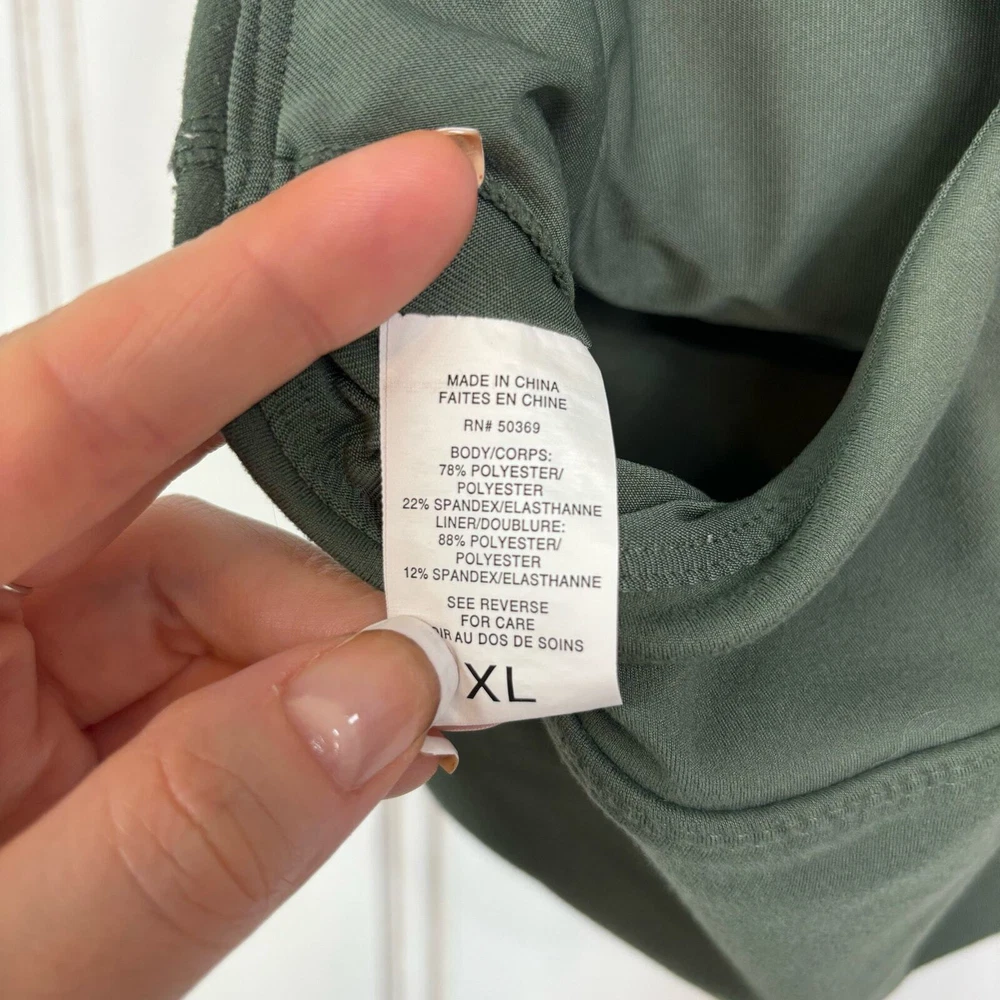 MADE IN CHINA
FAITES EN CHINE
RN# 50369
BODY/CORPS:
78% POLYESTER/
POLYESTER
22% SPANDEX/ELASTHANNE
LINER/DOUBLURE:
88% POLYESTER/
POLYESTER
12% SPANDEX/ELASTHANNE
SEE REVERSE
FOR CARE
AU DOS DE SOINS
XL